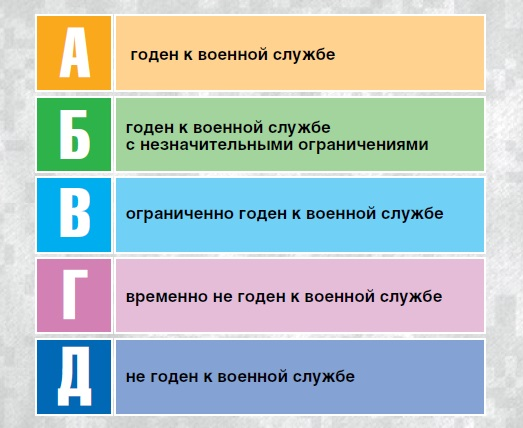 А
годен к военной службе
Б
годен к военной службе
с незначительными ограничениями
В
ограниченно годен к военной службе
Г
временно не годен к военной службе
Д
не годен к военной службе